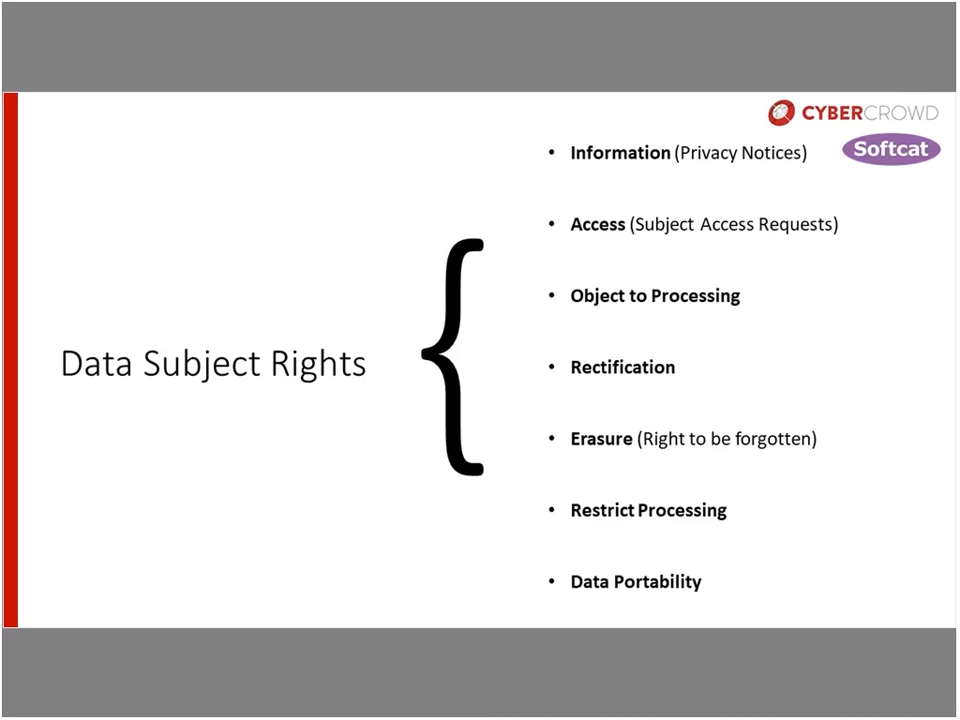 CYBERCROWD
Softcat
Data Subject Rights
{
• Information (Privacy Notices)
• Access (Subject Access Requests)
• Object to Processing
• Rectification
• Erasure (Right to be forgotten)
• Restrict Processing
• Data Portability